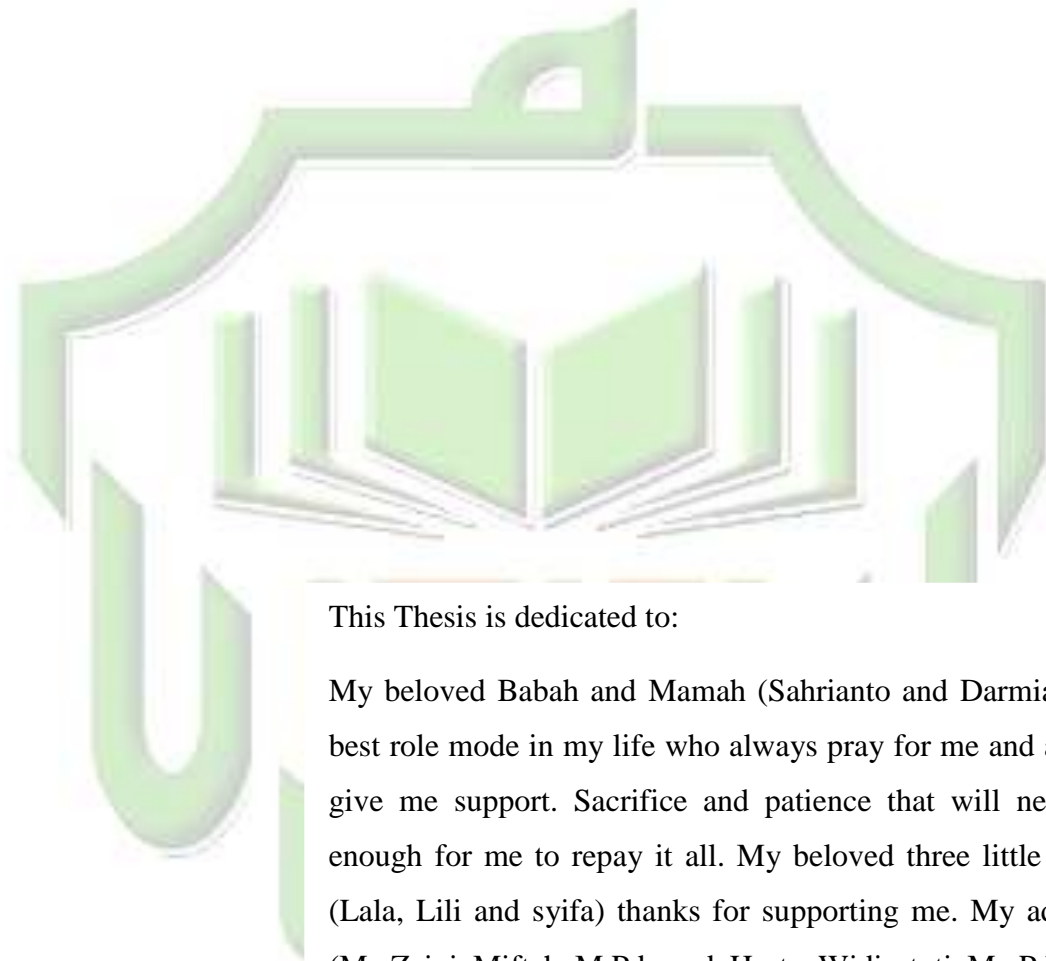 This Thesis is dedicated to:
My beloved Babah and Mamah (Sahrianto and
best role mode in my life who always pray for me and
give me support. Sacrifice and patience that will
enough for me to repay it all. My beloved three little
(Lala, Lili and syifa) thanks for supporting me. My